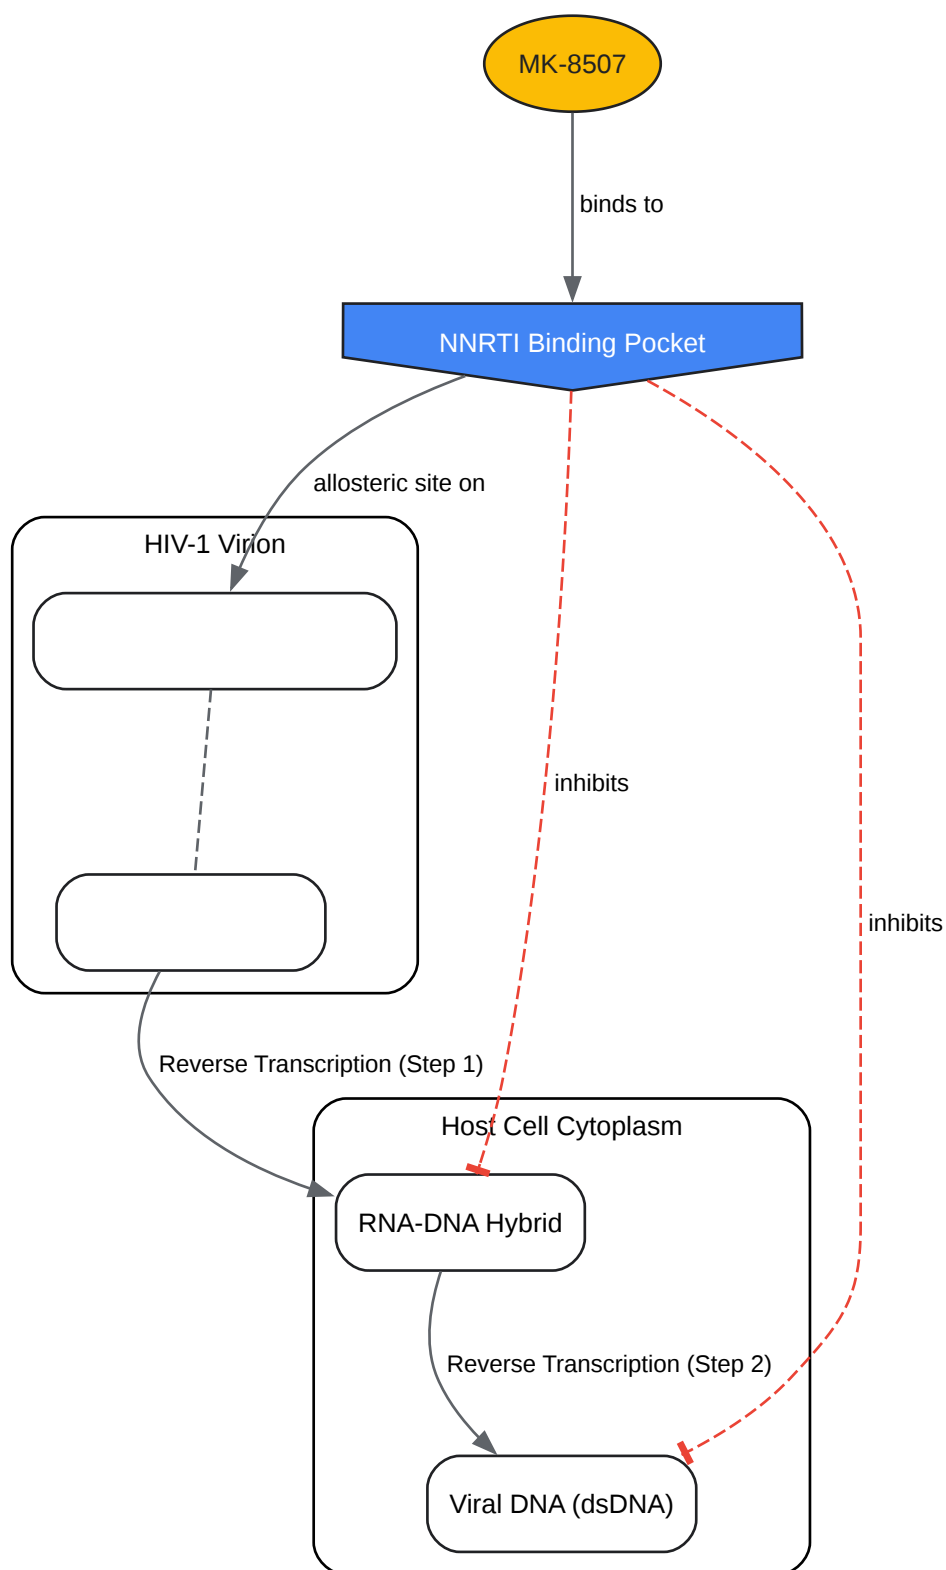 MK-8507
binds to
NNRTI Binding Pocket
allosteric site on
HIV-1 Virion
inhibits
inhibits
Reverse Transcription (Step 1)
Host Cell Cytoplasm
RNA-DNA Hybrid
Reverse Transcription (Step 2)
Viral DNA (dsDNA)